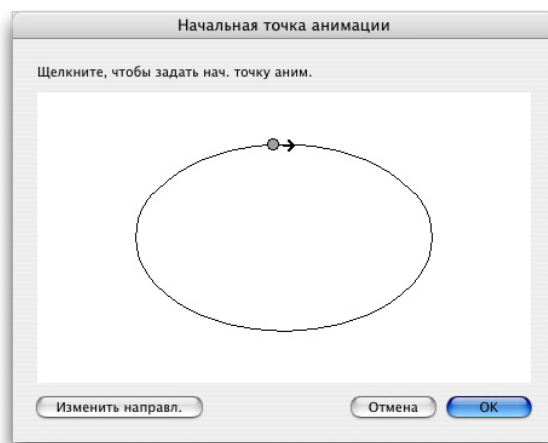 Начальная точка анимации
Щелкните, чтобы задать нач. точку аним.
Изменить направл. Отмена OK